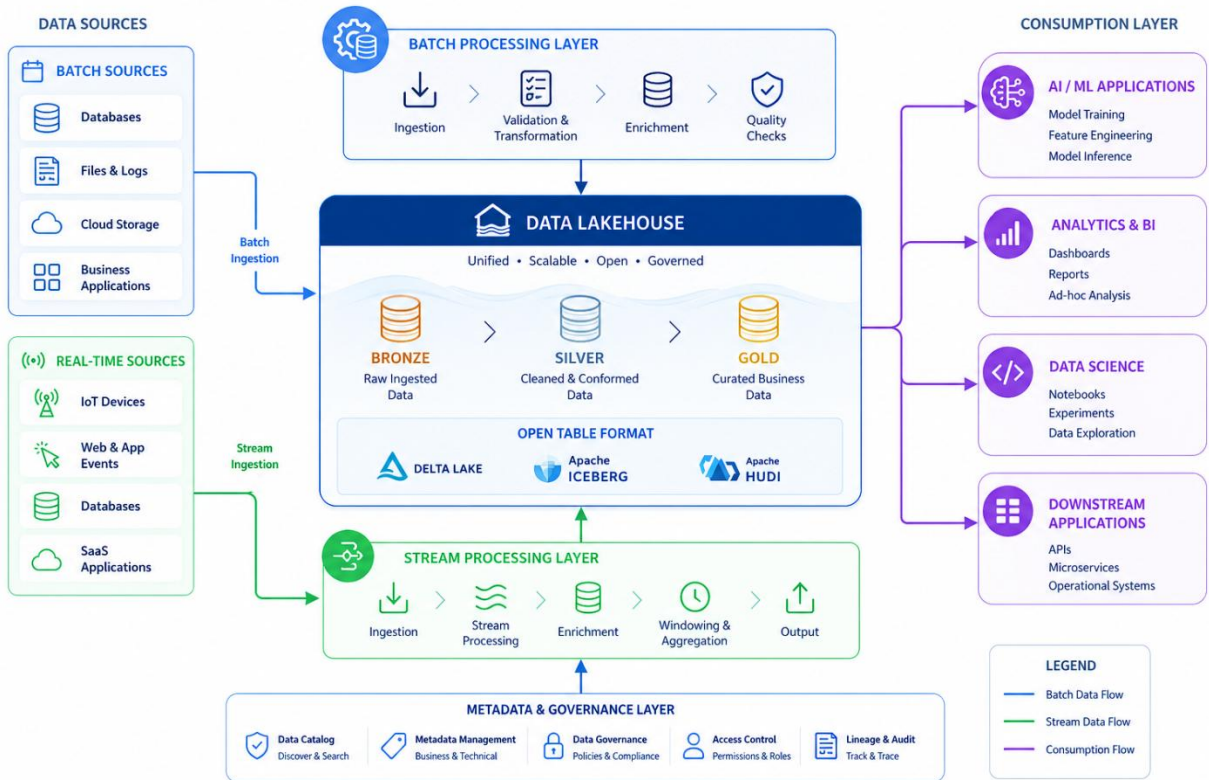 DATA SOURCES
BATCH SOURCES
Databases
Files & Logs
Cloud Storage
Business
Applications
REAL-TIME SOURCES
IoT Devices
Web & App
Events
Databases
SaaS
Applications
Batch
Ingestion
Stream
Ingestion
BATCH PROCESSING LAYER
Ingestion
Validation &
Transformation
Enrichment
Quality
Checks
DATA LAKEHOUSE
Unified • Scalable • Open • Governed
BRONZE
Raw Ingested
Data
SILVER
Cleaned & Conformed
Data
GOLD
Curated Business
Data
OPEN TABLE FORMAT
DELTA LAKE
Apache
ICEBERG
Apache
HUDI
STREAM PROCESSING LAYER
Ingestion
Stream
Processing
Enrichment
Windowing &
Aggregation
Output
METADATA & GOVERNANCE LAYER
Data Catalog
Discover & Search
Metadata Management
Business & Technical
Data Governance
Policies & Compliance
Access Control
Permissions & Roles
Lineage & Audit
Track & Trace
CONSUMPTION LAYER
AI / ML APPLICATIONS
Model Training
Feature Engineering
Model Inference
ANALYTICS & BI
Dashboards
Reports
Ad-hoc Analysis
DATA SCIENCE
Notebooks
Experiments
Data Exploration
DOWNSTREAM
APPLICATIONS
APIs
Microservices
Operational Systems
LEGEND
Batch Data Flow
Stream Data Flow
Consumption Flow